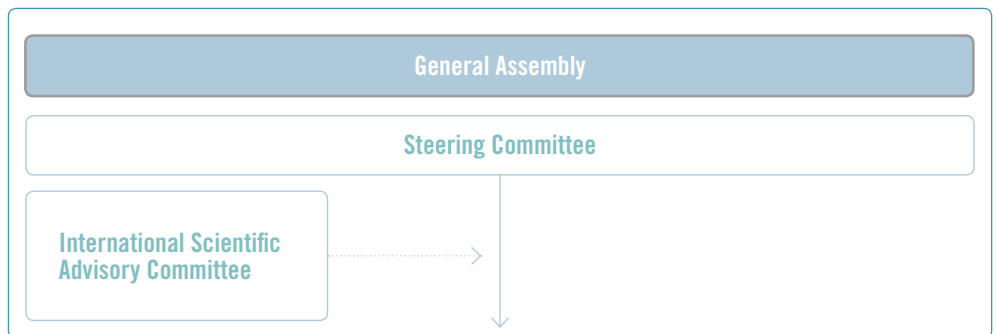 General Assembly
Steering Committee
International Scientific
Advisory Committee